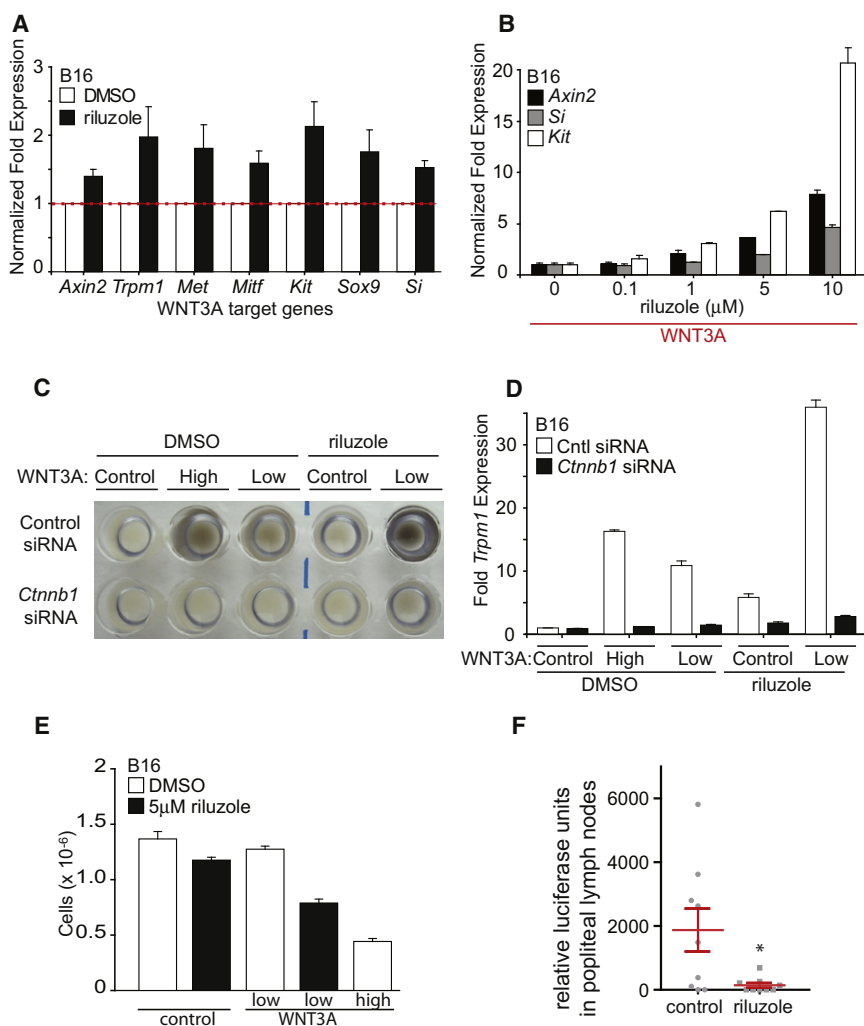 A
Normalized Fold Expression
3
2
1
0
B16
DMSO
riluzole
Axin2 Trpm1 Met Mitf Kit Sox9 Si
WNT3A target genes
B
Normalized Fold Expression
20
15
10
5
0
B16
Axin2
Si
Kit
0 0.1 1 5 10
riluzole (μM)
WNT3A
C
DMSO riluzole
WNT3A: Control High Low Control Low
Control
siRNA
Ctnnb1
siRNA
D
Fold Trpm1 Expression
30
20
10
0
B16
Cntl siRNA
Ctnnb1 siRNA
WNT3A: Control High Low Control Low
DMSO riluzole
E
Cells (x 10-6)
2
1.5
1.0
0.5
0
B16
DMSO
5μM riluzole
low low high
control WNT3A
F
relative luciferase units
in popliteal lymph nodes
6000
4000
2000
0
*
control riluzole